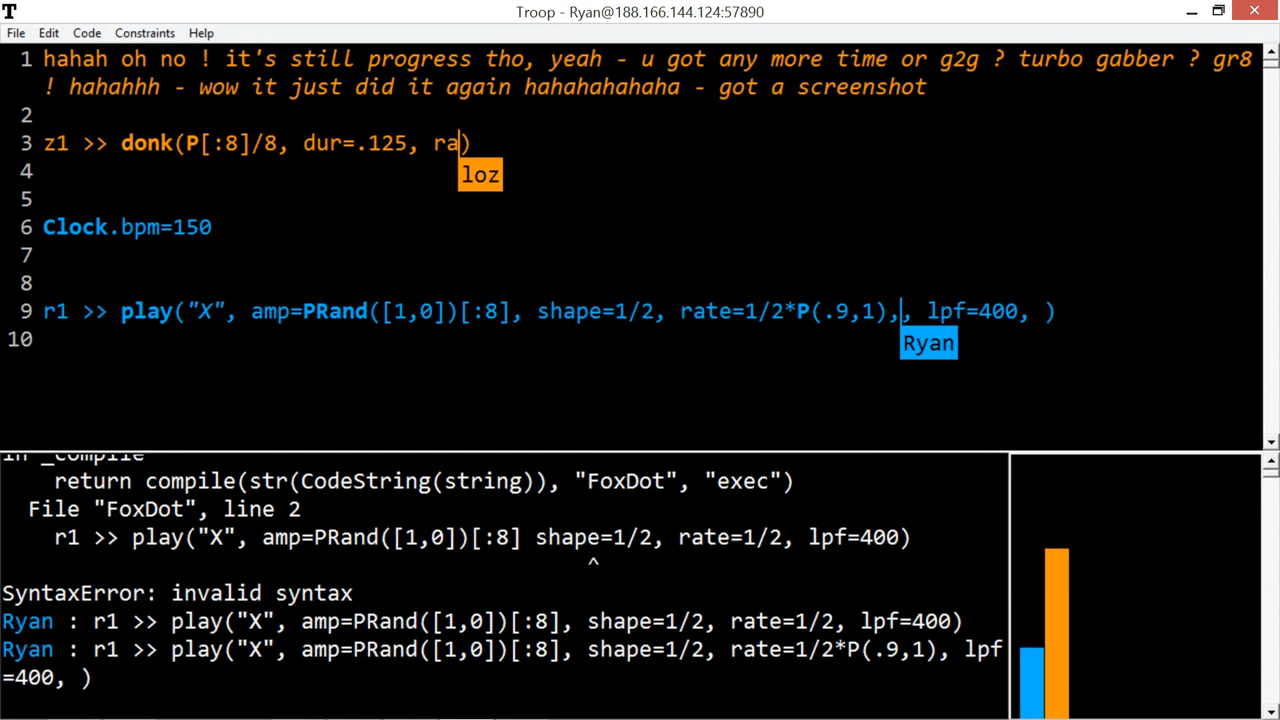 Troop - Ryan@188.166.144.124:57890
File Edit Code Constraints Help
1 hahah oh no ! it's still progress tho, yeah - u got any more time or g2g ? turbo gabber ? gr8
! hahahhh - wow it just did it again hahahahahaha - got a screenshot
2
3 z1 >> donk(P[:8]/8, dur=.125, ra)
4 loz
5
6 Clock.bpm=150
7
8
9 r1 >> play("X", amp=PRand([1,0])[:8], shape=1/2, rate=1/2*P(.9,1),, lpf=400, )
10 Ryan
in _compile
return compile(str(CodeString(string)), "FoxDot", "exec")
File "FoxDot", line 2
r1 >> play("X", amp=PRand([1,0])[:8] shape=1/2, rate=1/2, lpf=400)
^
SyntaxError: invalid syntax
Ryan : r1 >> play("X", amp=PRand([1,0])[:8], shape=1/2, rate=1/2, lpf=400)
Ryan : r1 >> play("X", amp=PRand([1,0])[:8], shape=1/2, rate=1/2*P(.9,1), lpf
=400, )